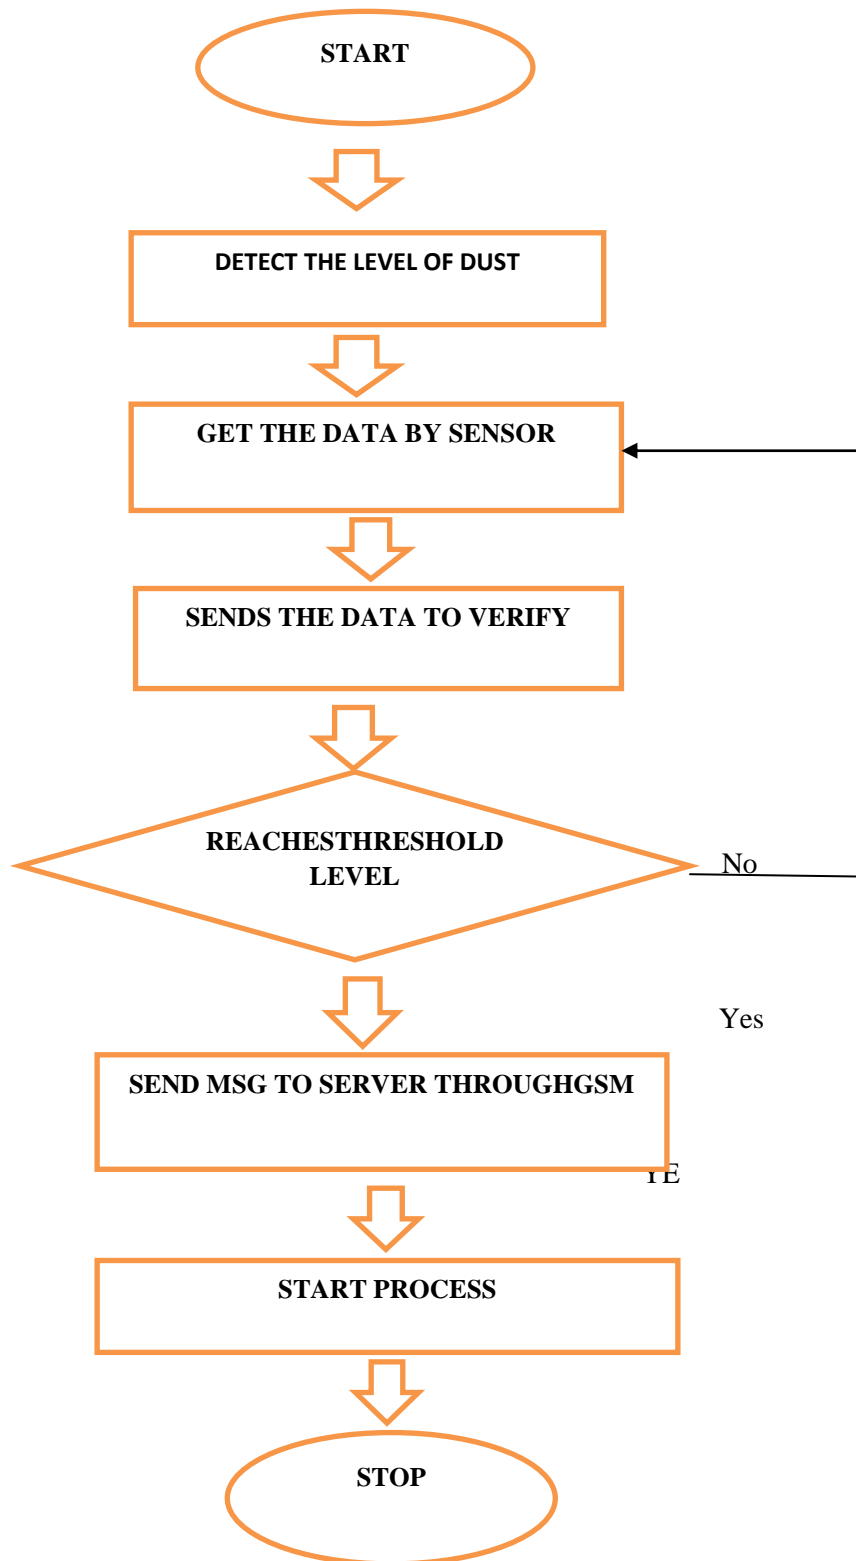 START
DETECT THE LEVEL OF DUST
GET THE DATA BY SENSOR
SENDS THE DATA TO VERIFY
REACHESTHRESHOLD
LEVEL
No
Yes
SEND MSG TO SERVER THROUGHGSM
YE
START PROCESS
STOP